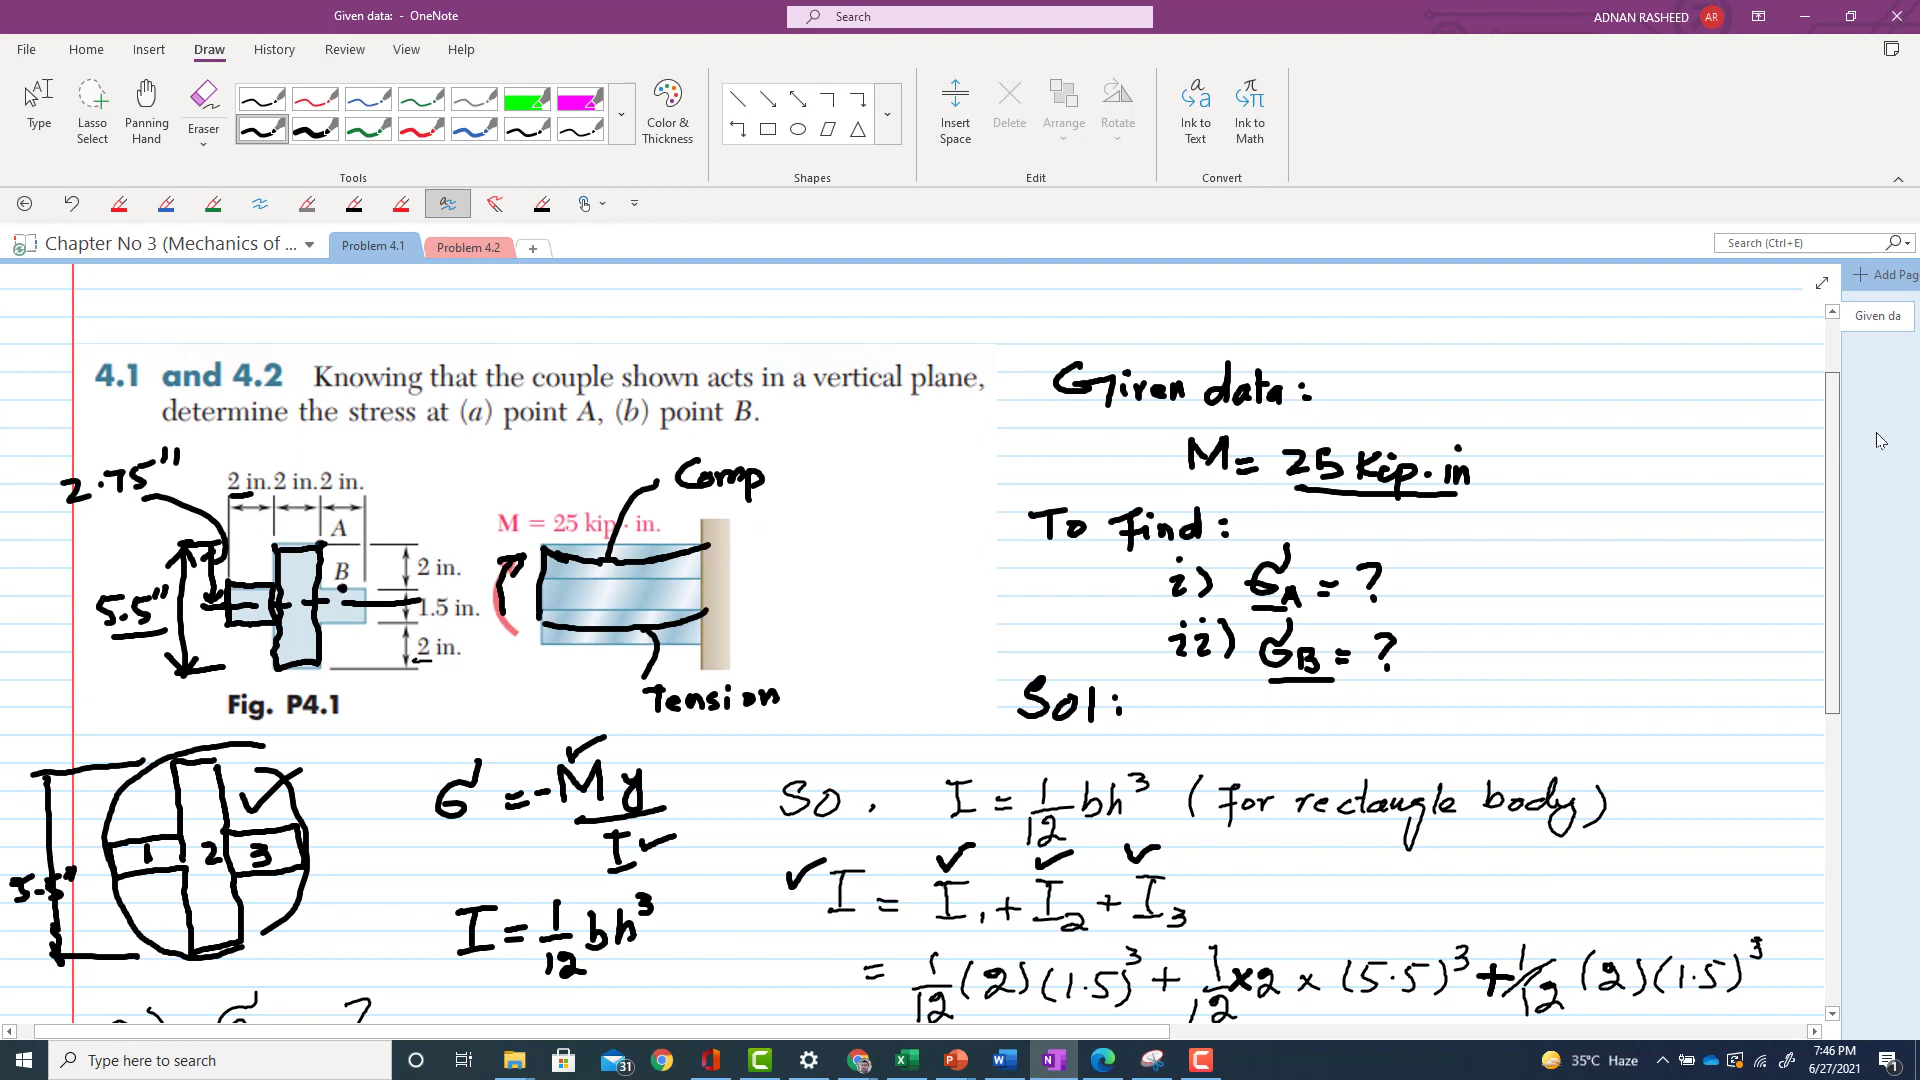 Given data: - OneNote
Search
ADNAN RASHEED
AR
File
Home
Insert
Draw
History
Review
View
Help
Type
Lasso Select
Panning Hand
Eraser
Color & Thickness
Insert Space
Delete
Arrange
Rotate
Ink to Text
Ink to Math
Tools
Shapes
Edit
Convert
Chapter No 3 (Mechanics of ...
Problem 4.1
Problem 4.2
Search (Ctrl+E)
Add Pag
Given da
4.1 and 4.2 Knowing that the couple shown acts in a vertical plane,
determine the stress at (a) point A, (b) point B.
2.75"
2 in. 2 in. 2 in.
A
B
2 in.
1.5 in.
2 in.
5.5"
Fig. P4.1
M = 25 kip · in.
Comp
Tension
Given data:
M = 25 kip.in
To find:
i) σA = ?
ii) σB = ?
Sol:
5.5"
1 2 3
σ = -My/I
I = 1/12 bh³
So, I = 1/12 bh³ (for rectangle body)
I = I1 + I2 + I3
= 1/12 (2)(1.5)³ + 1/12 × 2 × (5.5)³ + 1/12 (2)(1.5)³
Type here to search
31
35°C Haze
7:46 PM
6/27/2021
1